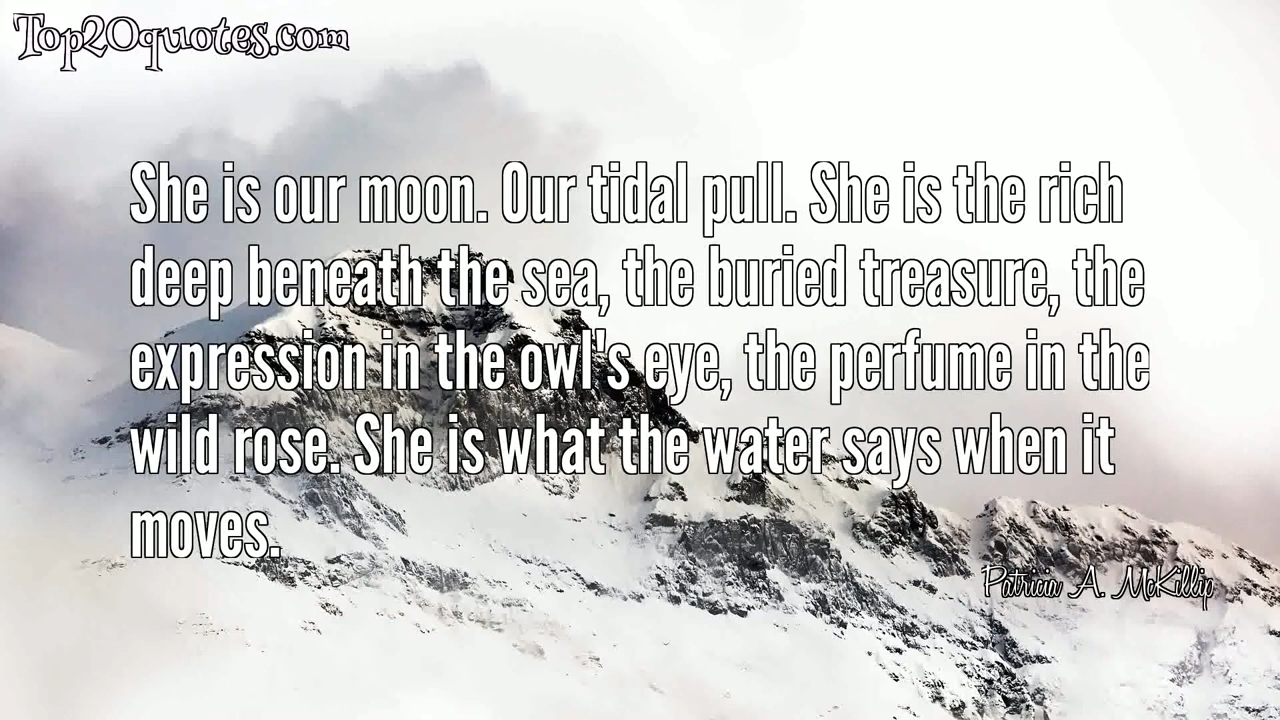 Top20quotes.com
She is our moon. Our tidal pull. She is the rich
deep beneath the sea, the buried treasure, the
expression in the owl's eye, the perfume in the
wild rose. She is what the water says when it
moves.
Patricia A. McKillip